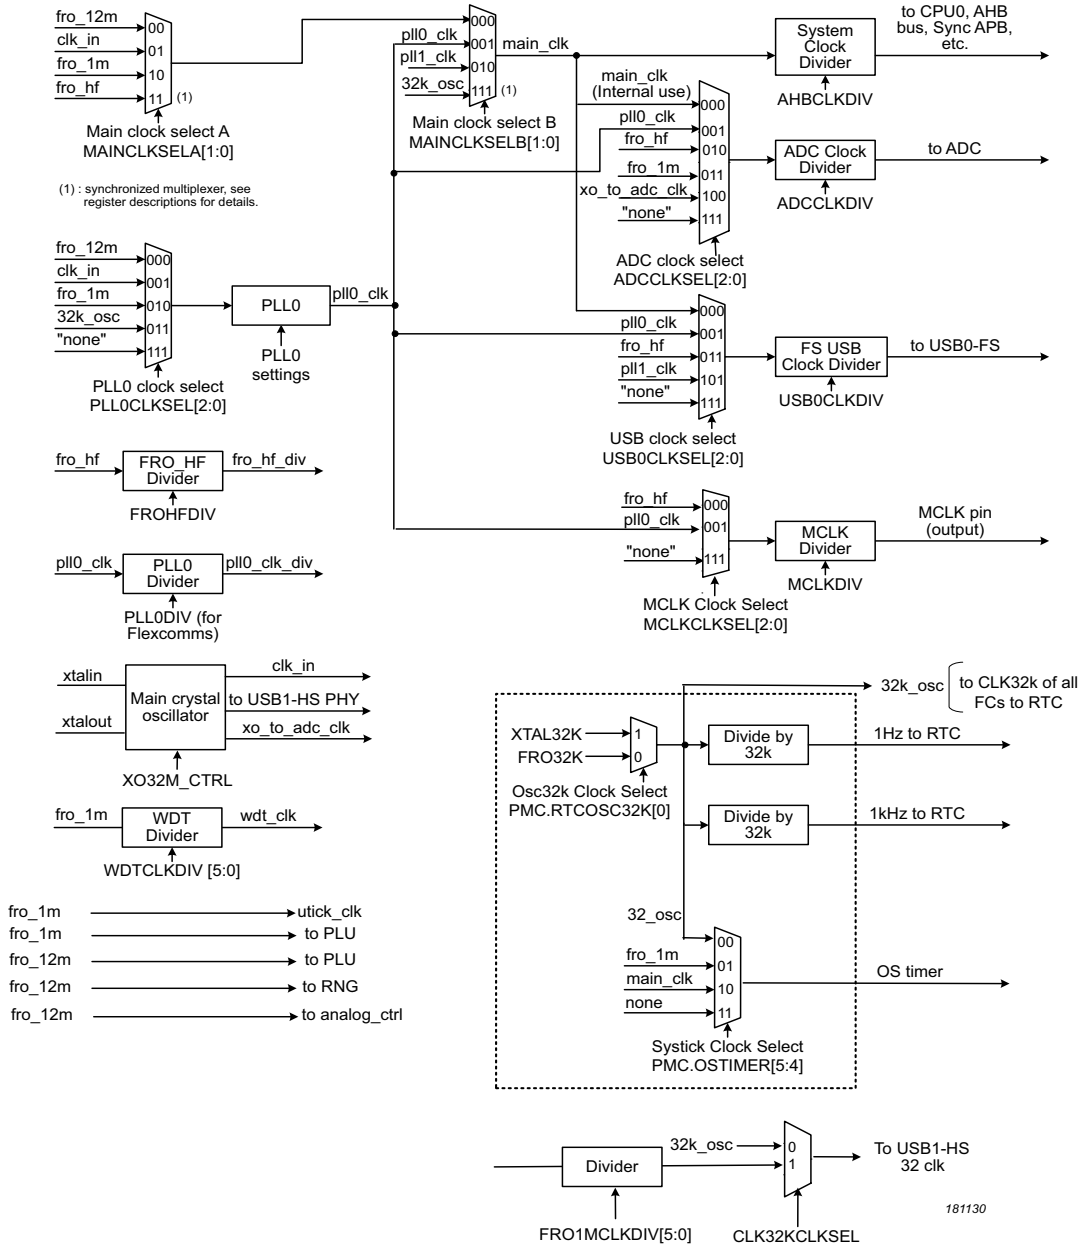 fro_12m
clk_in
fro_1m
fro_hf
00
01
10
11
(1)
Main clock select A
MAINCLKSELA[1:0]
pll0_clk
pll1_clk
32k_osc
000
001
010
111
(1)
Main clock select B
MAINCLKSELB[1:0]
main_clk
System
Clock
Divider
AHBCLKDIV
to CPU0, AHB
bus, Sync APB,
etc.
(1) : synchronized multiplexer, see
register descriptions for details.
main_clk
(Internal use)
pll0_clk
fro_hf
fro_1m
xo_to_adc_clk
"none"
000
001
010
011
100
111
ADC clock select
ADCCLKSEL[2:0]
ADC Clock
Divider
ADCCLKDIV
to ADC
fro_12m
clk_in
fro_1m
32k_osc
"none"
000
001
010
011
111
PLL0 clock select
PLL0CLKSEL[2:0]
PLL0
PLL0
settings
pll0_clk
pll0_clk
fro_hf
pll1_clk
"none"
000
001
011
101
111
USB clock select
USB0CLKSEL[2:0]
FS USB
Clock Divider
USB0CLKDIV
to USB0-FS
fro_hf
FRO_HF
Divider
fro_hf_div
FROHFDIV
fro_hf
pll0_clk
"none"
000
001
111
MCLK Clock Select
MCLKCLKSEL[2:0]
MCLK
Divider
MCLKDIV
MCLK pin
(output)
pll0_clk
PLL0
Divider
pll0_clk_div
PLL0DIV (for
Flexcomms)
xtalin
xtalout
Main crystal
oscillator
clk_in
to USB1-HS PHY
xo_to_adc_clk
XO32M_CTRL
32k_osc
to CLK32k of all
FCs to RTC
XTAL32K
FRO32K
1
0
Osc32k Clock Select
PMC.RTCOSC32K[0]
Divide by
32k
1Hz to RTC
Divide by
32k
1kHz to RTC
fro_1m
WDT
Divider
wdt_clk
WDTCLKDIV [5:0]
fro_1m utick_clk
fro_1m to PLU
fro_12m to PLU
fro_12m to RNG
fro_12m to analog_ctrl
32_osc
fro_1m
main_clk
none
00
01
10
11
OS timer
Systick Clock Select
PMC.OSTIMER[5:4]
Divider
FRO1MCLKDIV[5:0]
32k_osc
0
1
CLK32KCLKSEL
To USB1-HS
32 clk
181130